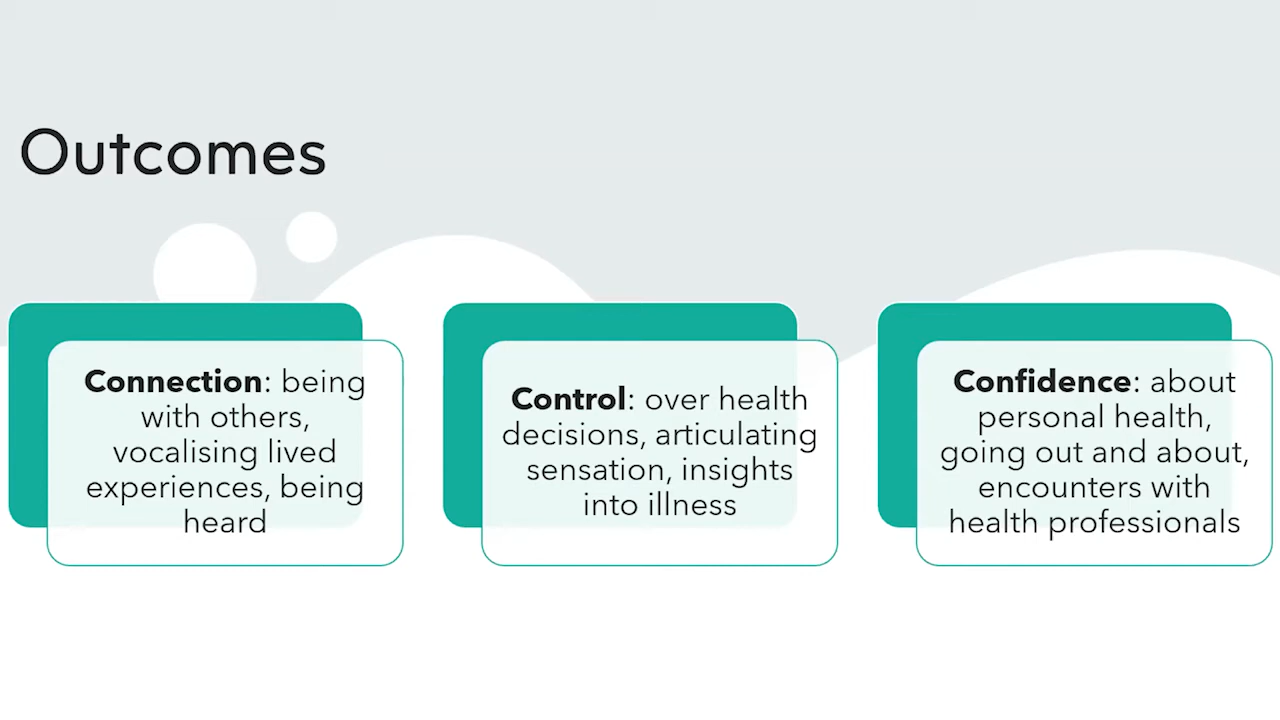 Outcomes
Connection: being
with others,
vocalising lived
experiences, being
heard
Control: over health
decisions, articulating
sensation, insights
into illness
Confidence: about
personal health,
going out and about,
encounters with
health professionals